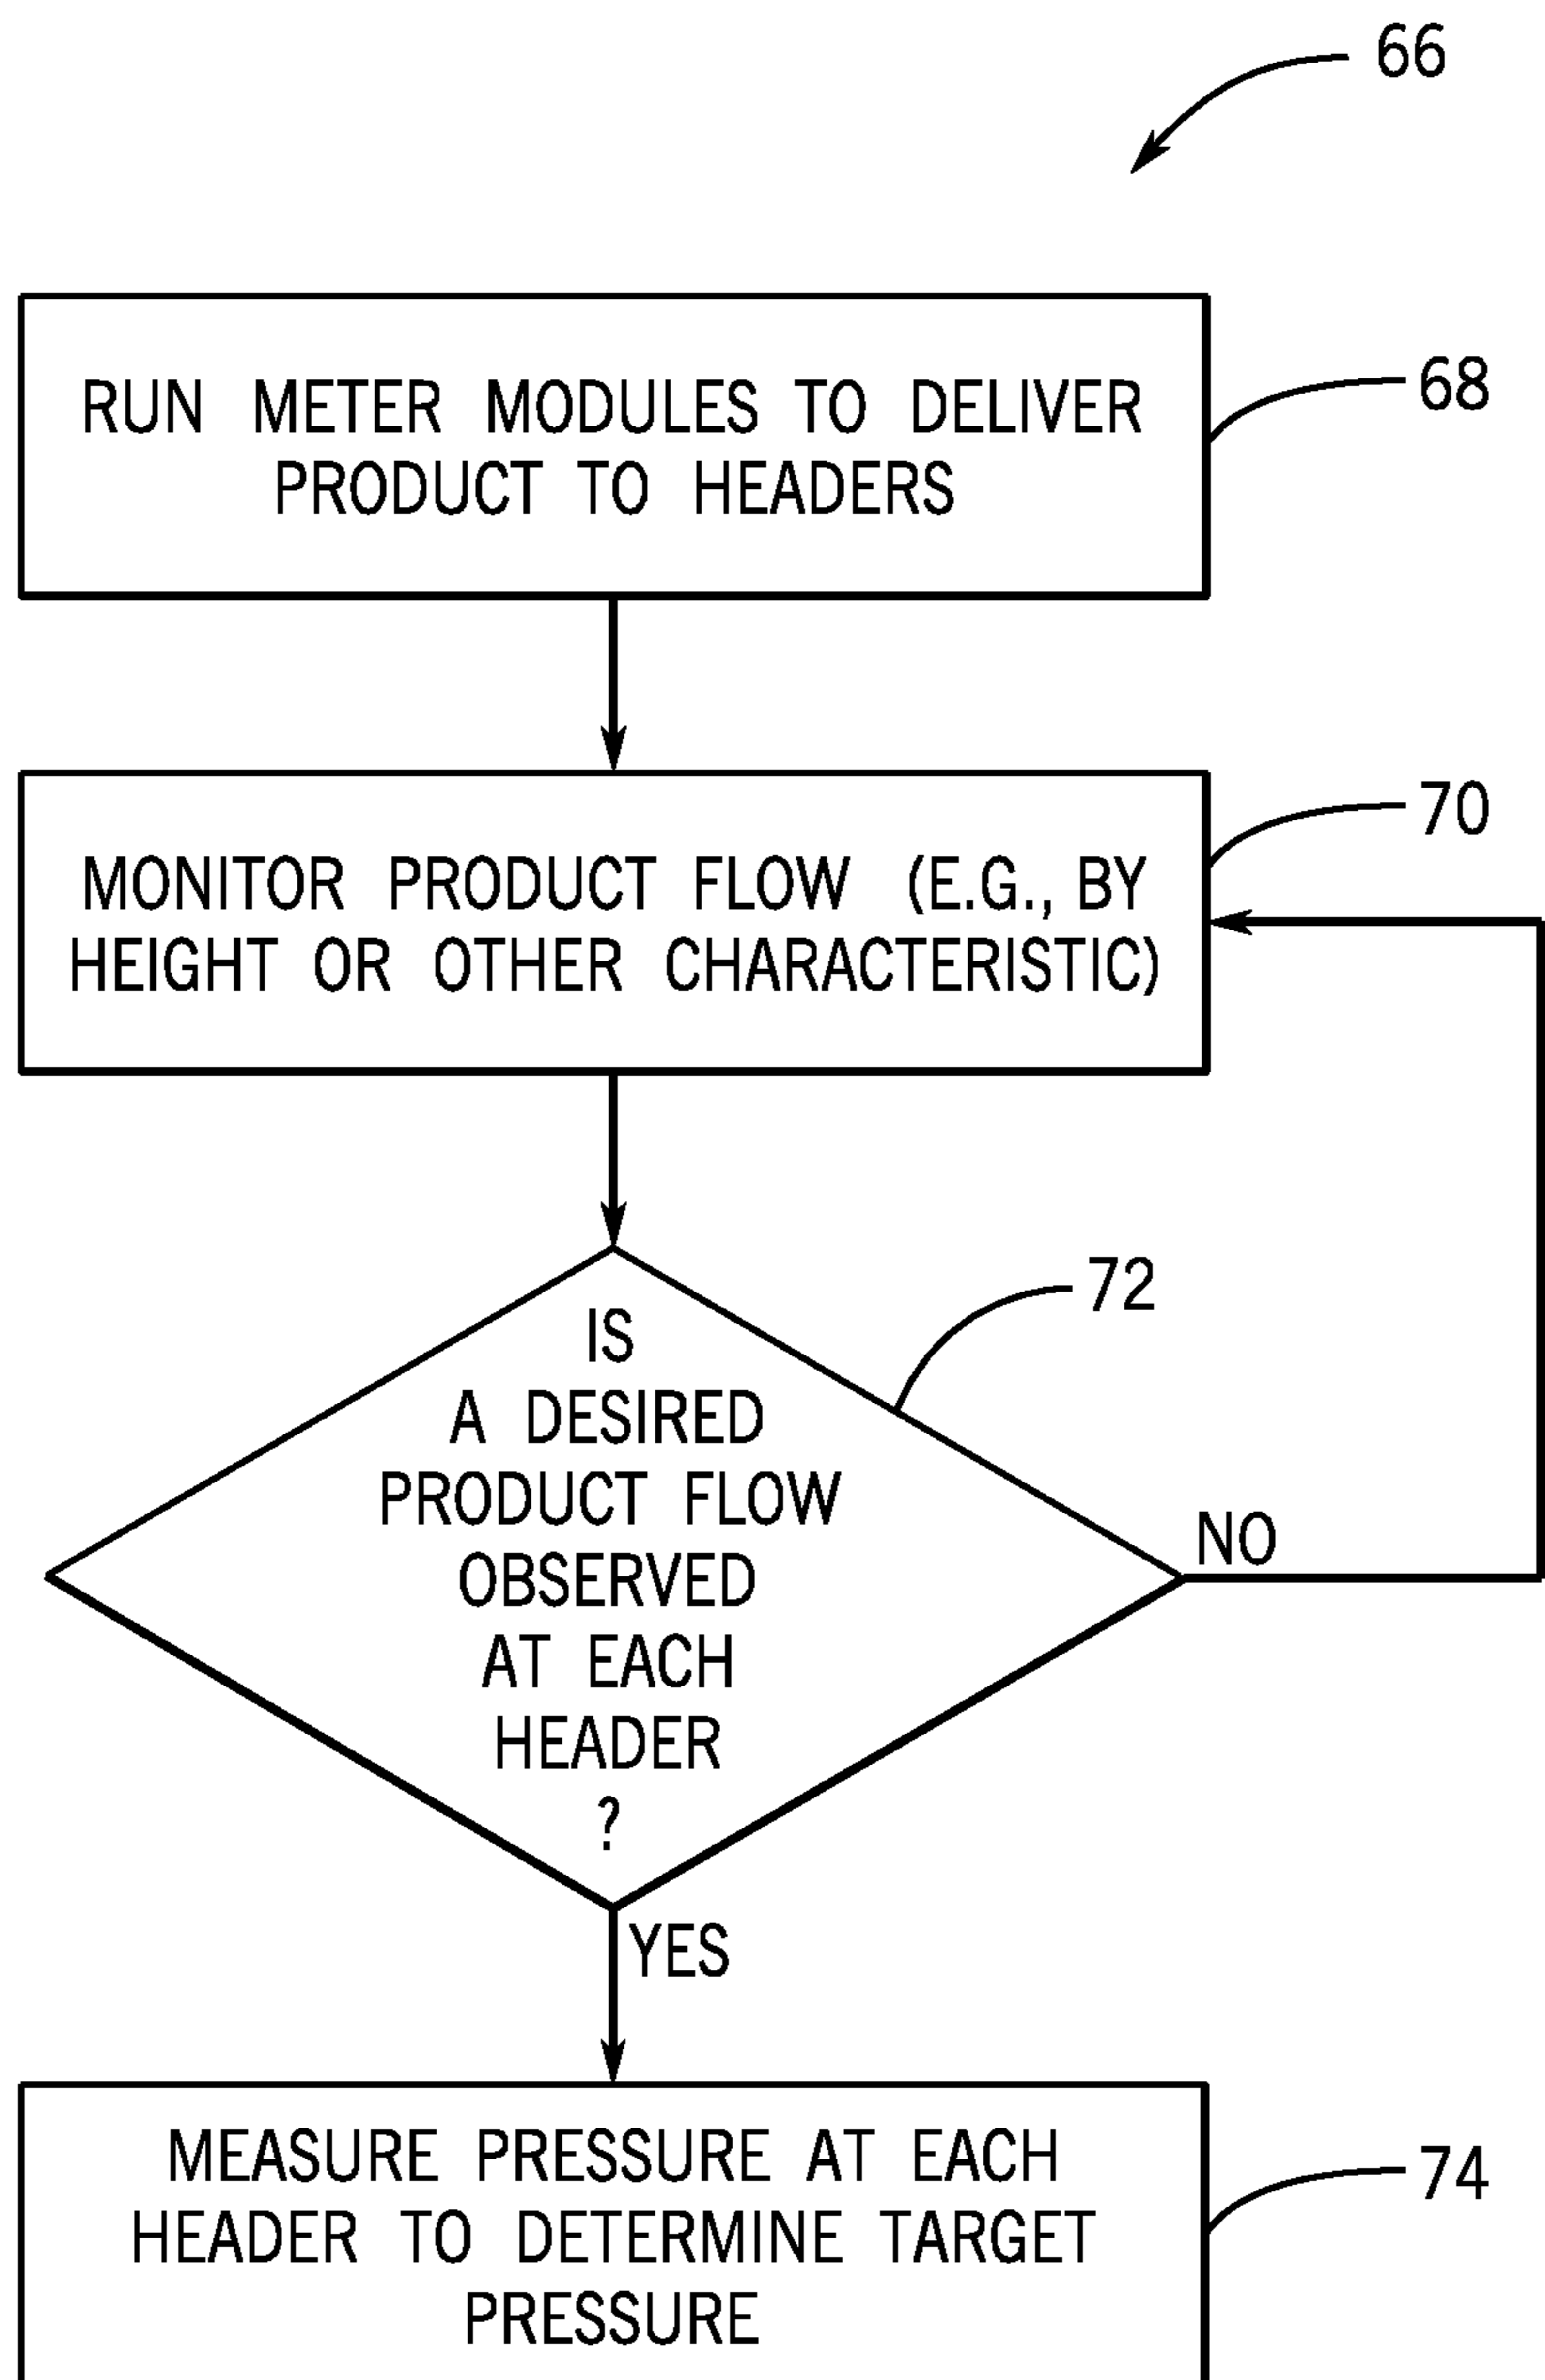 66
RUN METER MODULES TO DELIVER
PRODUCT TO HEADERS
68
MONITOR PRODUCT FLOW (E.G., BY
HEIGHT OR OTHER CHARACTERISTIC)
70
IS
A DESIRED
PRODUCT FLOW
OBSERVED
AT EACH
HEADER
?
72
NO
YES
MEASURE PRESSURE AT EACH
HEADER TO DETERMINE TARGET
PRESSURE
74